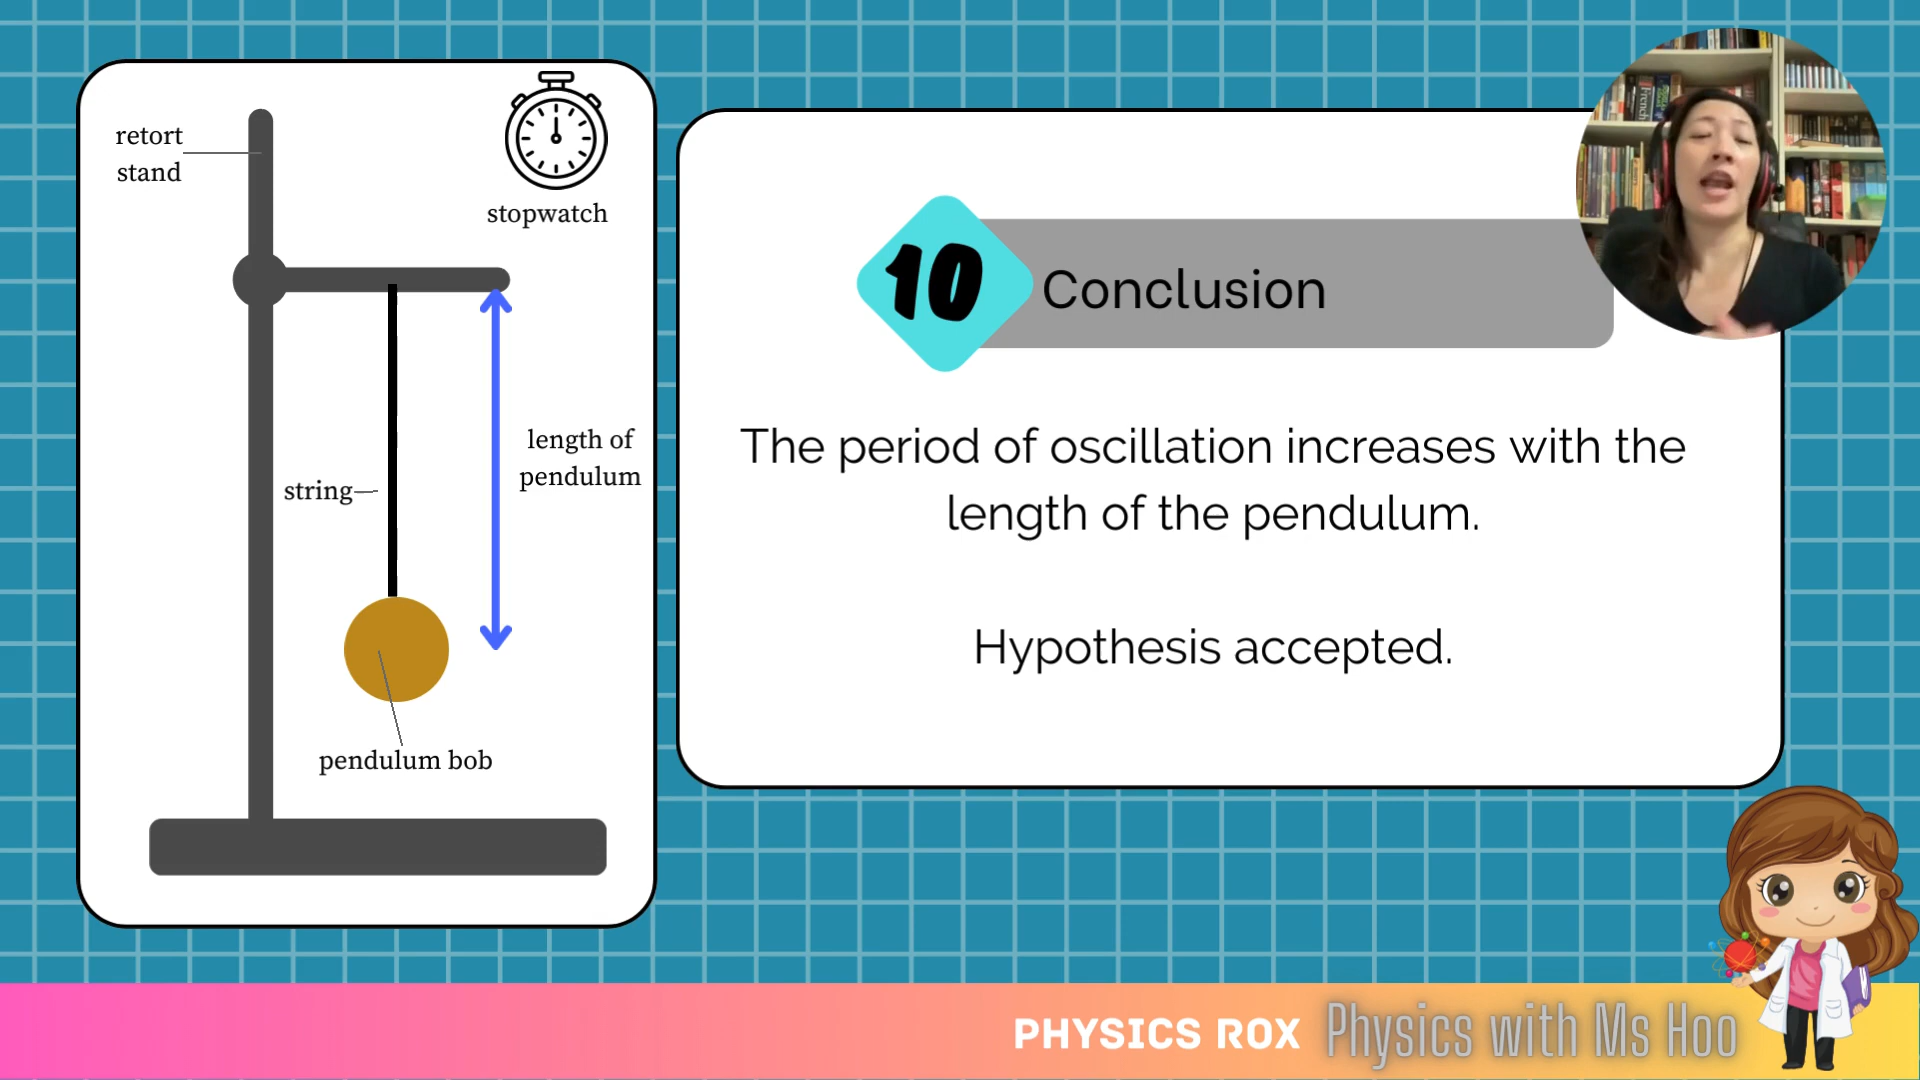 retort
stand
stopwatch
length of
pendulum
string
pendulum bob
10
Conclusion
The period of oscillation increases with the
length of the pendulum.
Hypothesis accepted.
PHYSICS ROX
Physics with Ms Hoo